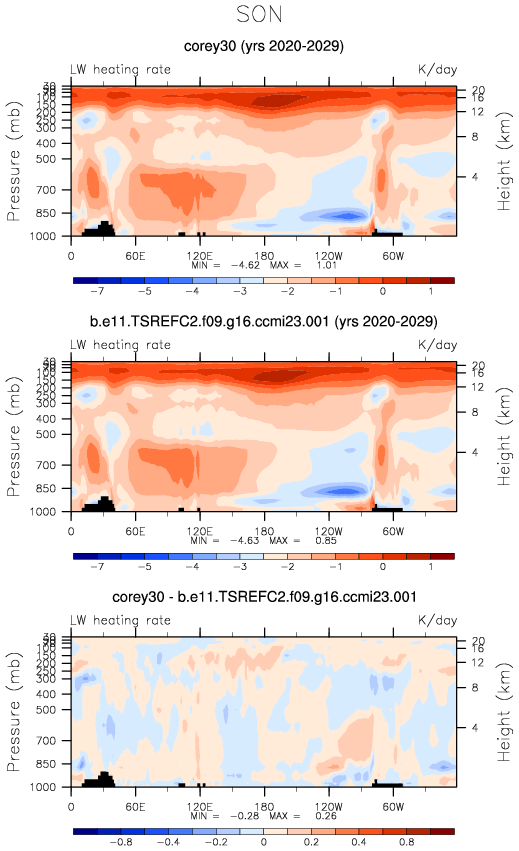 SON
corey30 (yrs 2020-2029)
LW heating rate K/day
Pressure (mb)
30
100
150
200
250
300
400
500
700
850
1000
20
16
12
8
4
Height (km)
0 60E 120E 180 120W 60W
MIN = -4.62 MAX = 1.01
-7 -5 -4 -3 -2 -1 0 1
b.e11.TSREFC2.f09.g16.ccmi23.001 (yrs 2020-2029)
LW heating rate K/day
Pressure (mb)
30
100
150
200
250
300
400
500
700
850
1000
20
16
12
8
4
Height (km)
0 60E 120E 180 120W 60W
MIN = -4.63 MAX = 0.85
-7 -5 -4 -3 -2 -1 0 1
corey30 - b.e11.TSREFC2.f09.g16.ccmi23.001
LW heating rate K/day
Pressure (mb)
30
100
150
200
250
300
400
500
700
850
1000
20
16
12
8
4
Height (km)
0 60E 120E 180 120W 60W
MIN = -0.28 MAX = 0.26
-0.8 -0.4 -0.2 0 0.2 0.4 0.8